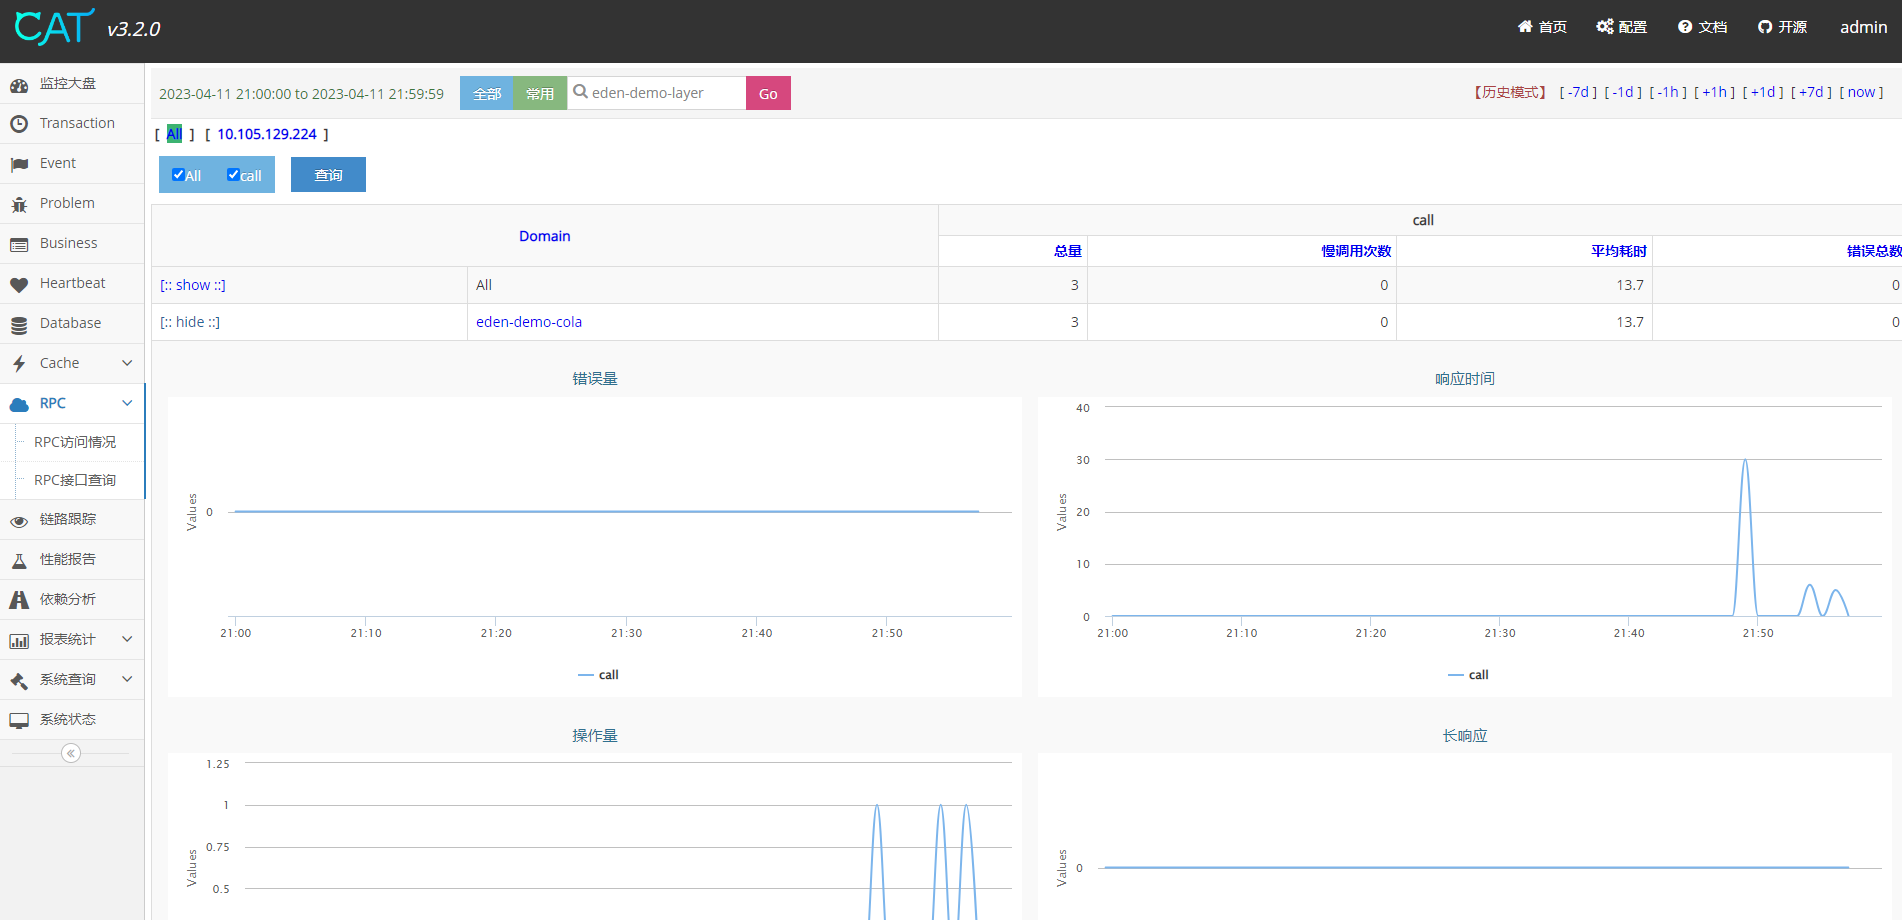 CAT v3.2.0 首页 配置 文档 开源 admin
监控大盘
Transaction
Event
Problem
Business
Heartbeat
Database
Cache
RPC
RPC访问情况
RPC接口查询
链路跟踪
性能报告
依赖分析
报表统计
系统查询
系统状态
2023-04-11 21:00:00 to 2023-04-11 21:59:59 全部 常用 eden-demo-layer Go 【历史模式】 [ -7d ] [ -1d ] [ -1h ] [ +1h ] [ +1d ] [ +7d ] [ now ]
[ All ] [ 10.105.129.224 ]
All call 查询
Domain call
总量 慢调用次数 平均耗时 错误总数
[:: show ::] All 3 0 13.7 0
[:: hide ::] eden-demo-cola 3 0 13.7 0
错误量
Values
0
21:00 21:10 21:20 21:30 21:40 21:50
call
响应时间
Values
40
30
20
10
0
21:00 21:10 21:20 21:30 21:40 21:50
call
操作量
Values
1.25
1
0.75
0.5
长响应
Values
0